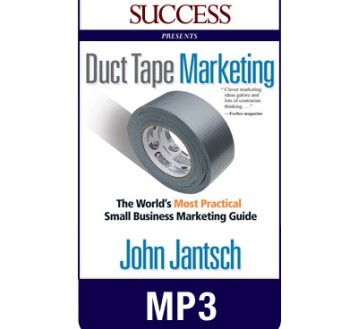 SUCCESS
PRESENTS
Duct Tape Marketing
"Clever marketing
ideas galore and
lots of contrarian
thinking . . ."
—Forbes magazine
The World's Most Practical
Small Business Marketing Guide
John Jantsch
MP3